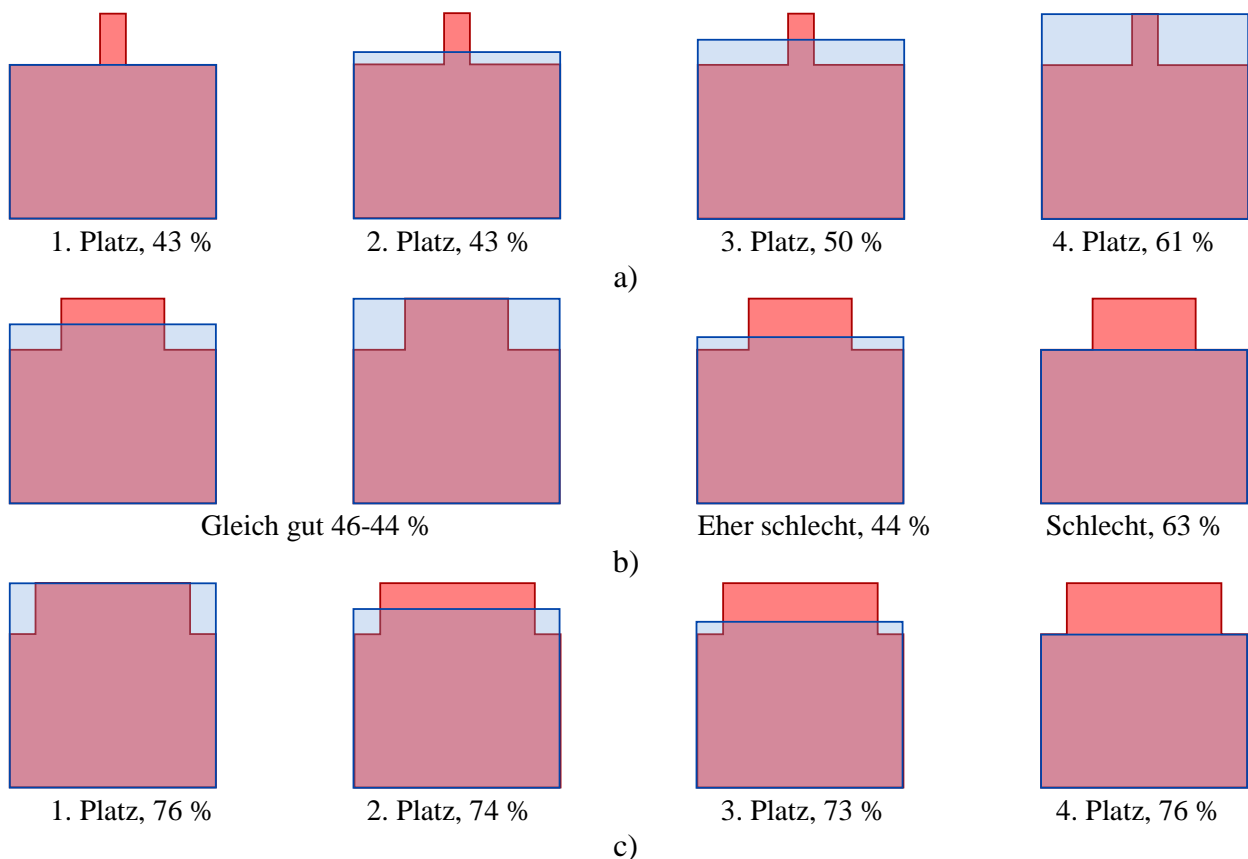 1. Platz, 43 %
2. Platz, 43 %
3. Platz, 50 %
4. Platz, 61 %
a)
Gleich gut 46-44 %
Eher schlecht, 44 %
Schlecht, 63 %
b)
1. Platz, 76 %
2. Platz, 74 %
3. Platz, 73 %
4. Platz, 76 %
c)